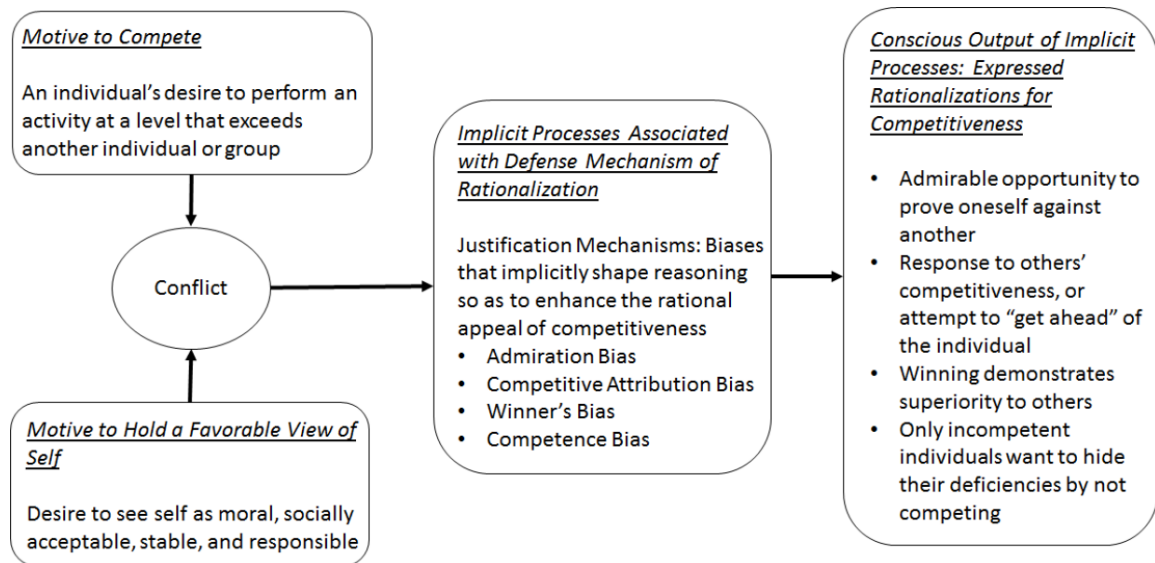 Motive to Compete
An individual's desire to perform an
activity at a level that exceeds
another individual or group
Conflict
Motive to Hold a Favorable View of
Self
Desire to see self as moral, socially
acceptable, stable, and responsible
Implicit Processes Associated
with Defense Mechanism of
Rationalization
Justification Mechanisms: Biases
that implicitly shape reasoning
so as to enhance the rational
appeal of competitiveness
• Admiration Bias
• Competitive Attribution Bias
• Winner's Bias
• Competence Bias
Conscious Output of Implicit
Processes: Expressed
Rationalizations for
Competitiveness
• Admirable opportunity to
prove oneself against
another
• Response to others'
competitiveness, or
attempt to “get ahead” of
the individual
• Winning demonstrates
superiority to others
• Only incompetent
individuals want to hide
their deficiencies by not
competing